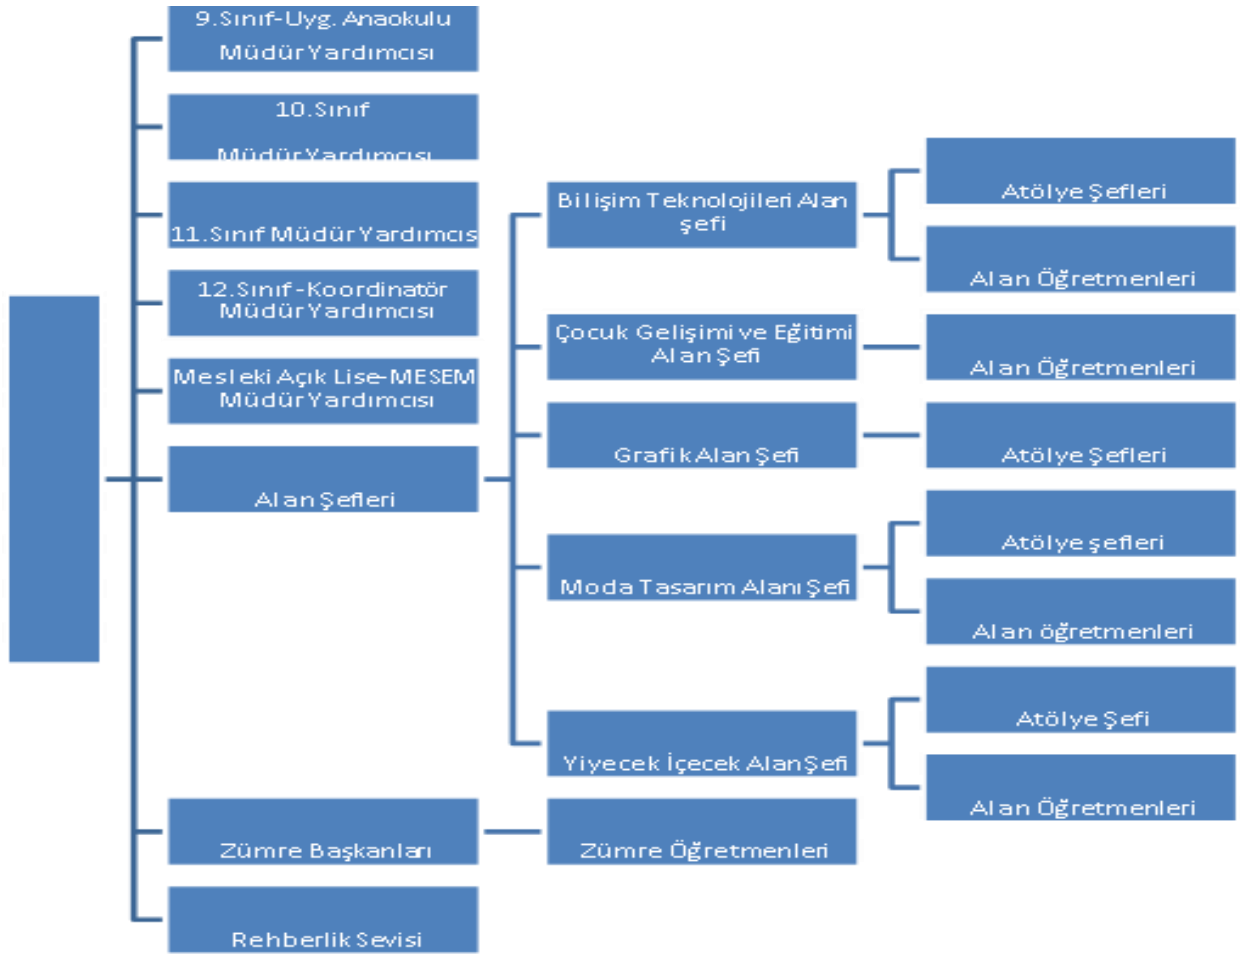 9.Sınıf-Uyg. Anaokulu
Müdür Yardımcısı
10.Sınıf
Müdür Yardımcısı
11.Sınıf Müdür Yardımcıs
12.Sınıf -Koordinatör
Müdür Yardımcısı
Mesleki Açık Lise-MESEM
Müdür Yardımcısı
Alan Şefleri
Bilişim Teknolojileri Alan
şefi
Atölye Şefleri
Alan Öğretmenleri
Çocuk Gelişimi ve Eğitimi
Alan Şefi
Alan Öğretmenleri
Grafik Alan Şefi
Atölye Şefleri
Moda Tasarım Alanı Şefi
Atölye şefleri
Alan öğretmenleri
Yiyecek İçecek Alan Şefi
Atölye Şefi
Alan Öğretmenleri
Zümre Başkanları
Zümre Öğretmenleri
Rehberlik Sevisi